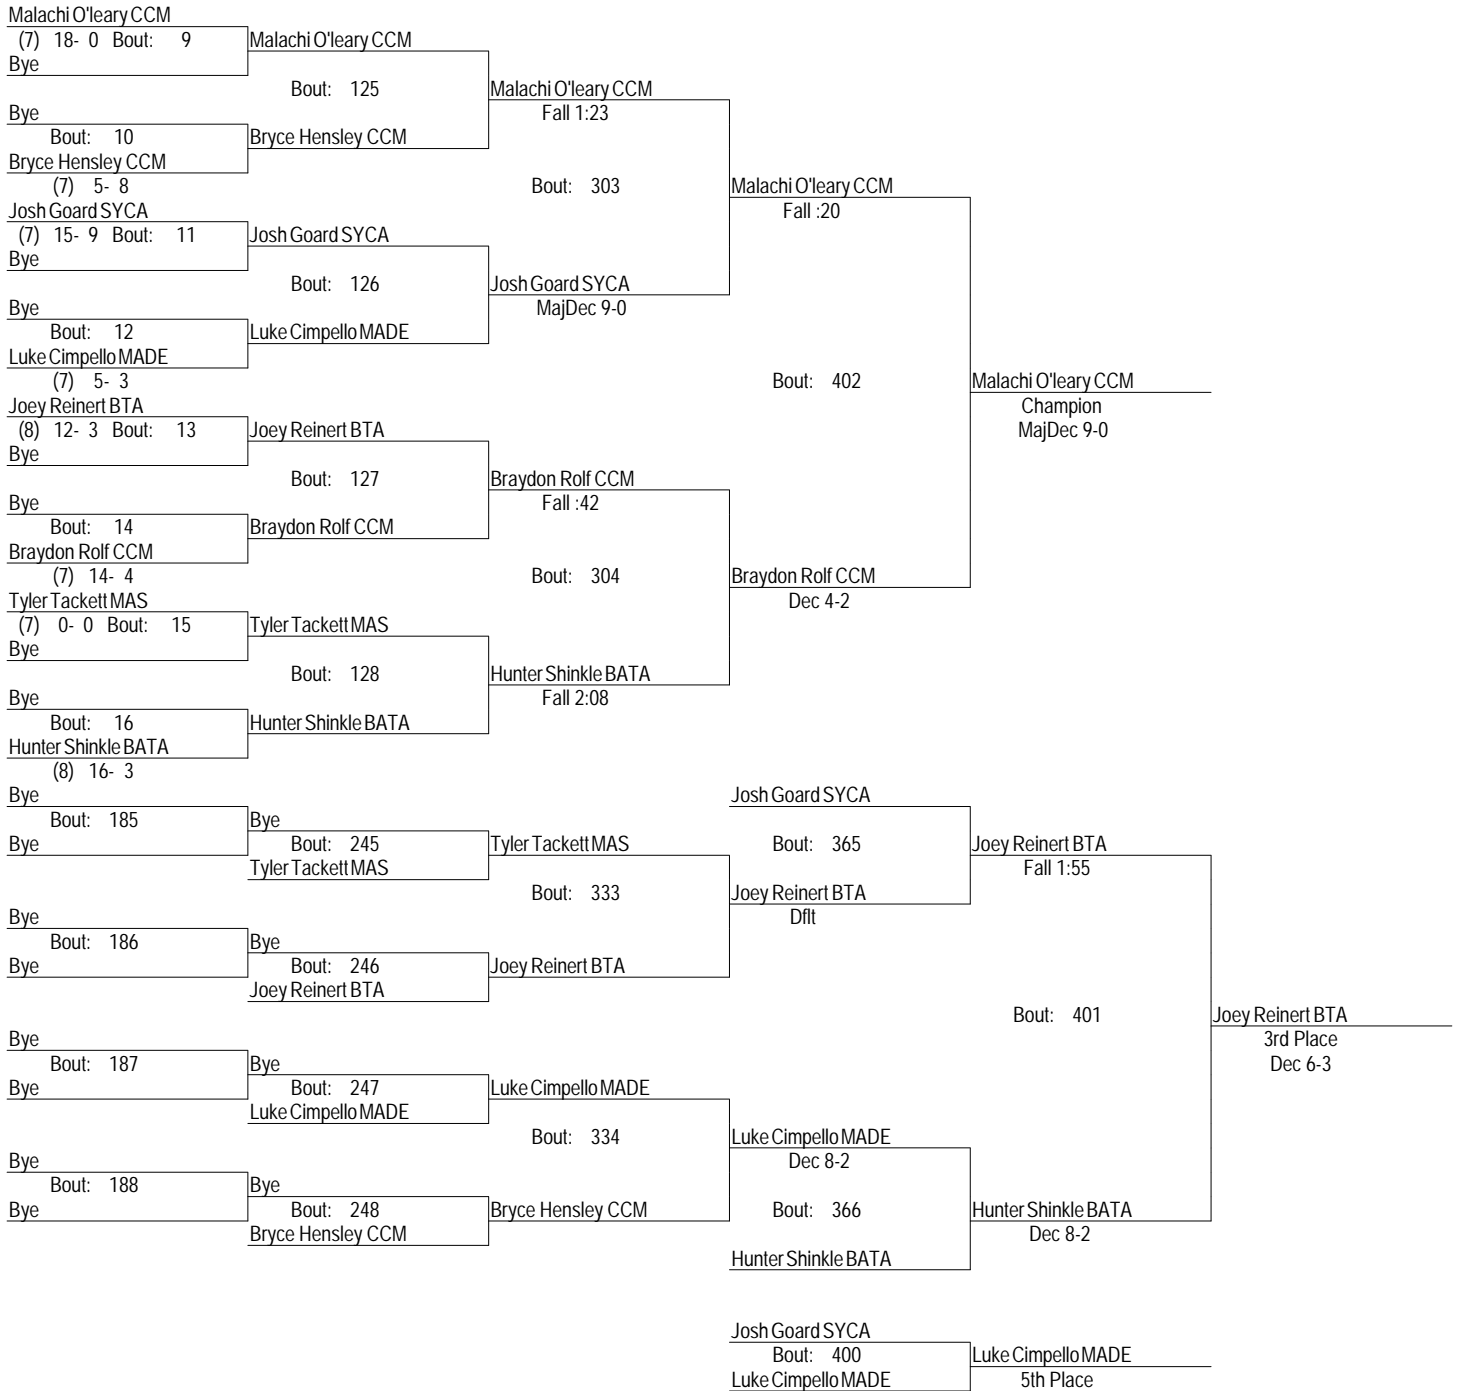 Malachi O'leary CCM
(7) 18- 0 Bout: 9
Malachi O'leary CCM
Bye
Bout: 125
Malachi O'leary CCM
Bye
Fall 1:23
Bout: 10
Bryce Hensley CCM
Bryce Hensley CCM
(7) 5- 8
Bout: 303
Malachi O'leary CCM
Josh Goard SYCA
Fall :20
(7) 15- 9 Bout: 11
Josh Goard SYCA
Bye
Bout: 126
Josh Goard SYCA
Bye
MajDec 9-0
Bout: 12
Luke Cimpello MADE
Luke Cimpello MADE
(7) 5- 3
Bout: 402
Malachi O'leary CCM
Joey Reinert BTA
Champion
(8) 12- 3 Bout: 13
Joey Reinert BTA
MajDec 9-0
Bye
Bout: 127
Braydon Rolf CCM
Bye
Fall :42
Bout: 14
Braydon Rolf CCM
Braydon Rolf CCM
(7) 14- 4
Bout: 304
Braydon Rolf CCM
Tyler Tackett MAS
Dec 4-2
(7) 0- 0 Bout: 15
Tyler Tackett MAS
Bye
Bout: 128
Hunter Shinkle BATA
Bye
Fall 2:08
Bout: 16
Hunter Shinkle BATA
Hunter Shinkle BATA
(8) 16- 3
Bye
Josh Goard SYCA
Bout: 185
Bye
Bye
Bout: 245
Tyler Tackett MAS
Bout: 365
Joey Reinert BTA
Tyler Tackett MAS
Fall 1:55
Bout: 333
Joey Reinert BTA
Bye
Dflt
Bout: 186
Bye
Bye
Bout: 246
Joey Reinert BTA
Joey Reinert BTA
Bout: 401
Joey Reinert BTA
Bye
3rd Place
Bout: 187
Bye
Dec 6-3
Bye
Bout: 247
Luke Cimpello MADE
Luke Cimpello MADE
Bout: 334
Luke Cimpello MADE
Bye
Dec 8-2
Bout: 188
Bye
Bye
Bout: 248
Bryce Hensley CCM
Bout: 366
Hunter Shinkle BATA
Bryce Hensley CCM
Dec 8-2
Hunter Shinkle BATA
Josh Goard SYCA
Bout: 400
Luke Cimpello MADE
Luke Cimpello MADE
5th Place